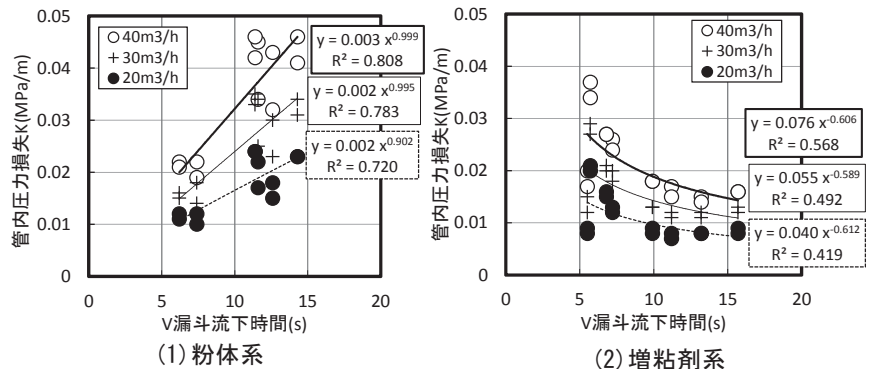 管内圧力損失K(MPa/m)
0.05
0.04
0.03
0.02
0.01
0
0 5 10 15 20
V漏斗流下時間(s)
40m3/h
30m3/h
20m3/h
y = 0.003 x^0.999
R² = 0.808
y = 0.002 x^0.995
R² = 0.783
y = 0.002 x^0.902
R² = 0.720
(1) 粉体系
管内圧力損失K(MPa/m)
0.05
0.04
0.03
0.02
0.01
0
0 5 10 15 20
V漏斗流下時間(s)
40m3/h
30m3/h
20m3/h
y = 0.076 x^-0.606
R² = 0.568
y = 0.055 x^-0.589
R² = 0.492
y = 0.040 x^-0.612
R² = 0.419
(2) 増粘剤系